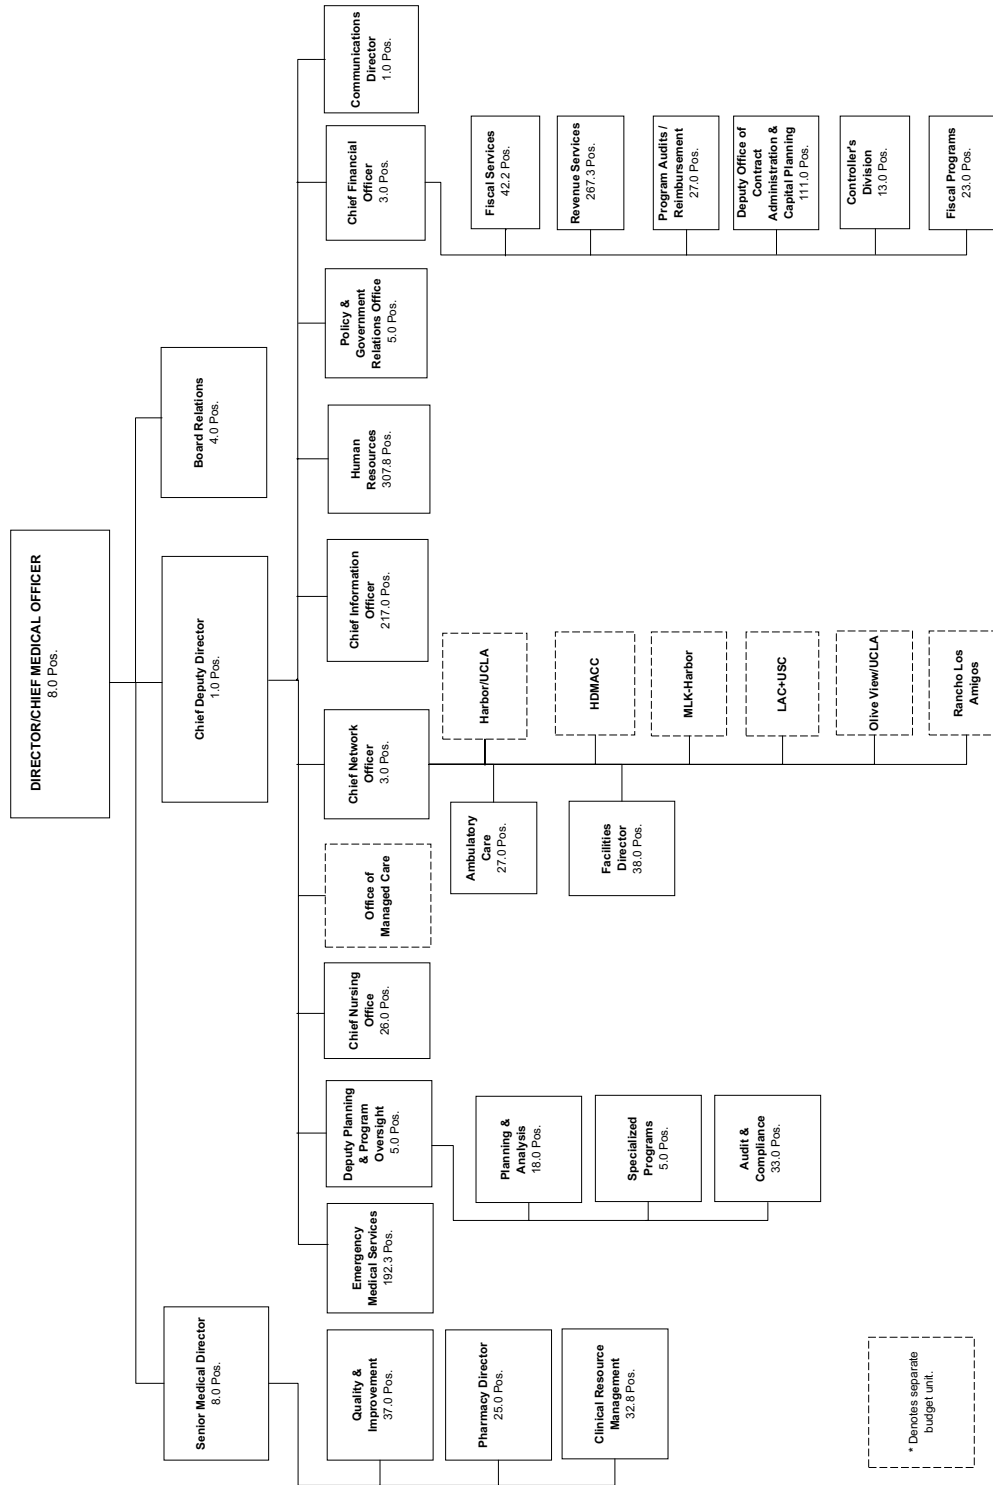 DIRECTOR/CHIEF MEDICAL OFFICER
8.0 Pos.
Senior Medical Director
8.0 Pos.
Chief Deputy Director
1.0 Pos.
Board Relations
4.0 Pos.
Quality &
Improvement
37.0 Pos.
Pharmacy Director
25.0 Pos.
Clinical Resource
Management
32.8 Pos.
Emergency
Medical Services
192.3 Pos.
Deputy Planning
& Program
Oversight
5.0 Pos.
Planning &
Analysis
18.0 Pos.
Specialized
Programs
5.0 Pos.
Audit &
Compliance
33.0 Pos.
Chief Nursing
Office
26.0 Pos.
Office of
Managed Care
Chief Network
Officer
3.0 Pos.
Ambulatory
Care
27.0 Pos.
Facilities
Director
38.0 Pos.
Harbor/UCLA
HDMACC
MLK-Harbor
LAC+USC
Olive View/UCLA
Rancho Los
Amigos
Chief Information
Officer
217.0 Pos.
Human
Resources
307.8 Pos.
Policy &
Government
Relations Office
5.0 Pos.
Chief Financial
Officer
3.0 Pos.
Fiscal Services
42.2 Pos.
Revenue Services
267.3 Pos.
Program Audits /
Reimbursement
27.0 Pos.
Deputy Office of
Contract
Administration &
Capital Planning
111.0 Pos.
Controller's
Division
13.0 Pos.
Fiscal Programs
23.0 Pos.
Communications
Director
1.0 Pos.
* Denotes separate
budget unit.